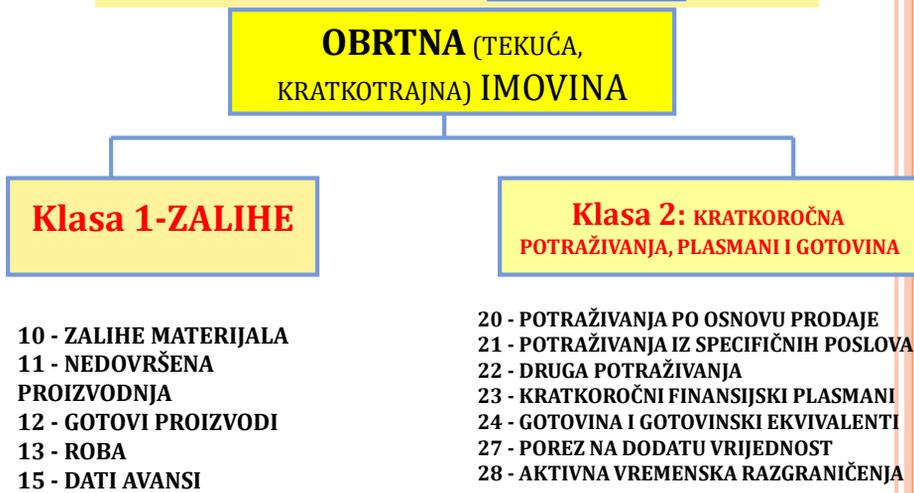 OBRTNA (TEKUĆA,
KRATKOTRAJNA) IMOVINA
Klasa 1-ZALIHE
Klasa 2: KRATKOROČNA
POTRAŽIVANJA, PLASMANI I GOTOVINA
10 - ZALIHE MATERIJALA
11 - NEDOVRŠENA
PROIZVODNJA
12 - GOTOVI PROIZVODI
13 - ROBA
15 - DATI AVANSI
20 - POTRAŽIVANJA PO OSNOVU PRODAJE
21 - POTRAŽIVANJA IZ SPECIFIČNIH POSLOVA
22 - DRUGA POTRAŽIVANJA
23 - KRATKOROČNI FINANSIJSKI PLASMANI
24 - GOTOVINA I GOTOVINSKI EKVIVALENTI
27 - POREZ NA DODATU VRIJEDNOST
28 - AKTIVNA VREMENSKA RAZGRANIČENJA